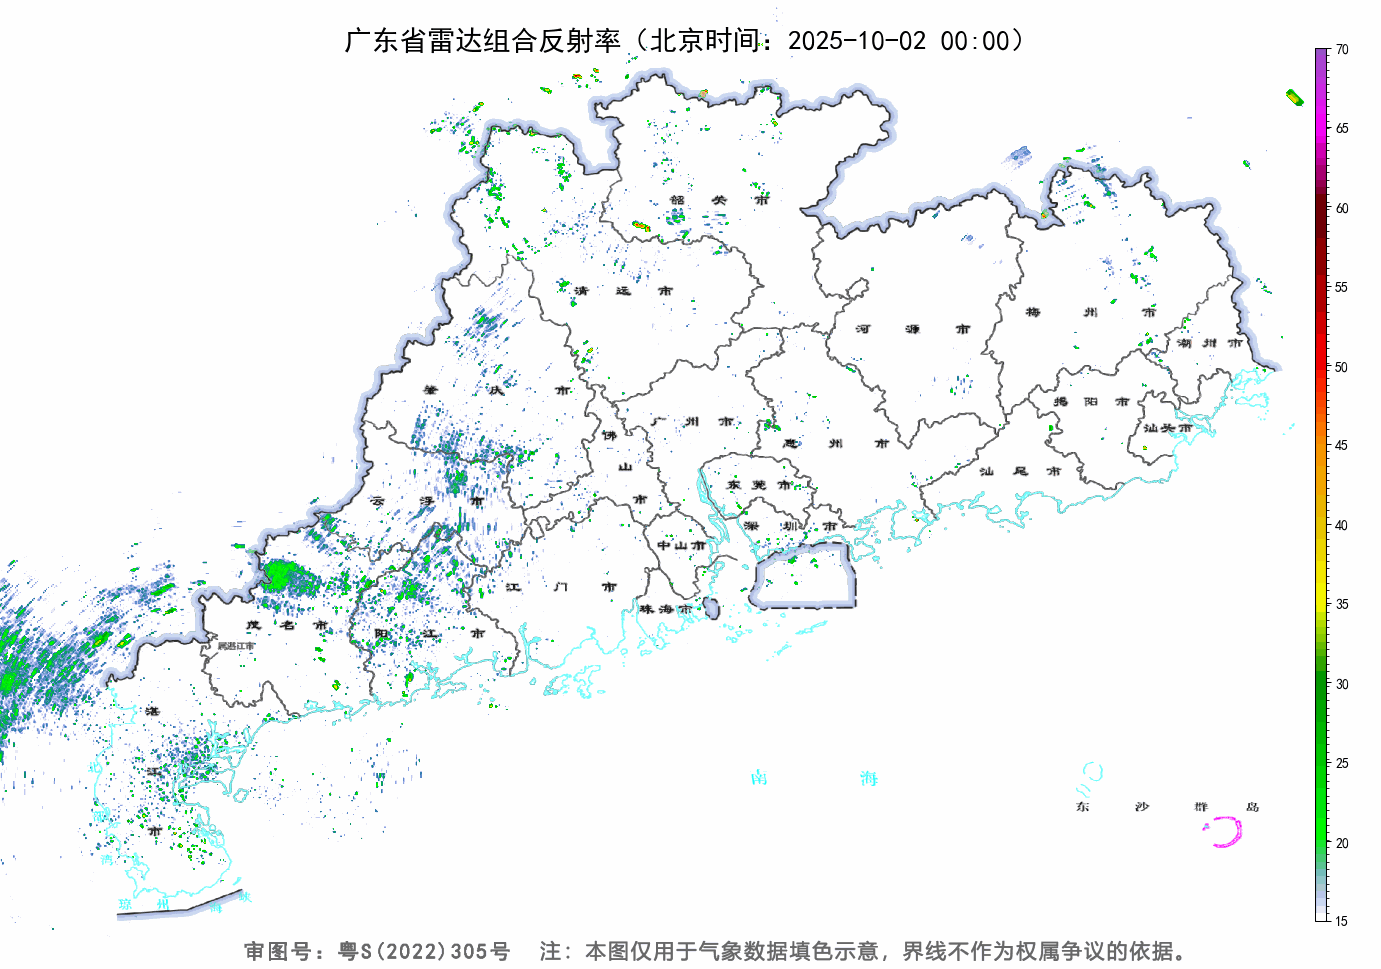 广东省雷达组合反射率（北京时间：2025-10-02 00:00）
70
65
60
55
50
45
40
35
30
25
20
15
韶关市
清远市
河源市
梅州市
潮州市
肇庆市
广州市
佛山市
惠州市
揭阳市
汕头市
汕尾市
东莞市
深圳市
云浮市
中山市
江门市
珠海市
茂名市
阳江市
属湛江市
湛江市
北部湾
琼州海峡
南海
东沙群岛
审图号：粤S(2022)305号 注：本图仅用于气象数据填色示意，界线不作为权属争议的依据。